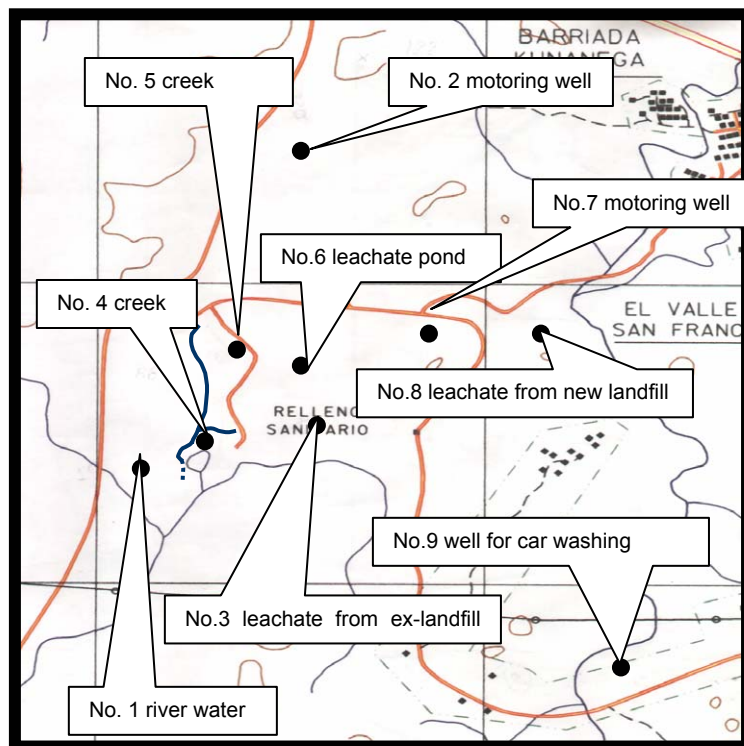 BARRIADA
KUNANEGA
No. 5 creek
No. 2 motoring well
No.7 motoring well
No.6 leachate pond
No. 4 creek
EL VALLE
SAN FRANC
No.8 leachate from new landfill
RELLENO
SANITARIO
No.9 well for car washing
No.3 leachate from ex-landfill
No. 1 river water